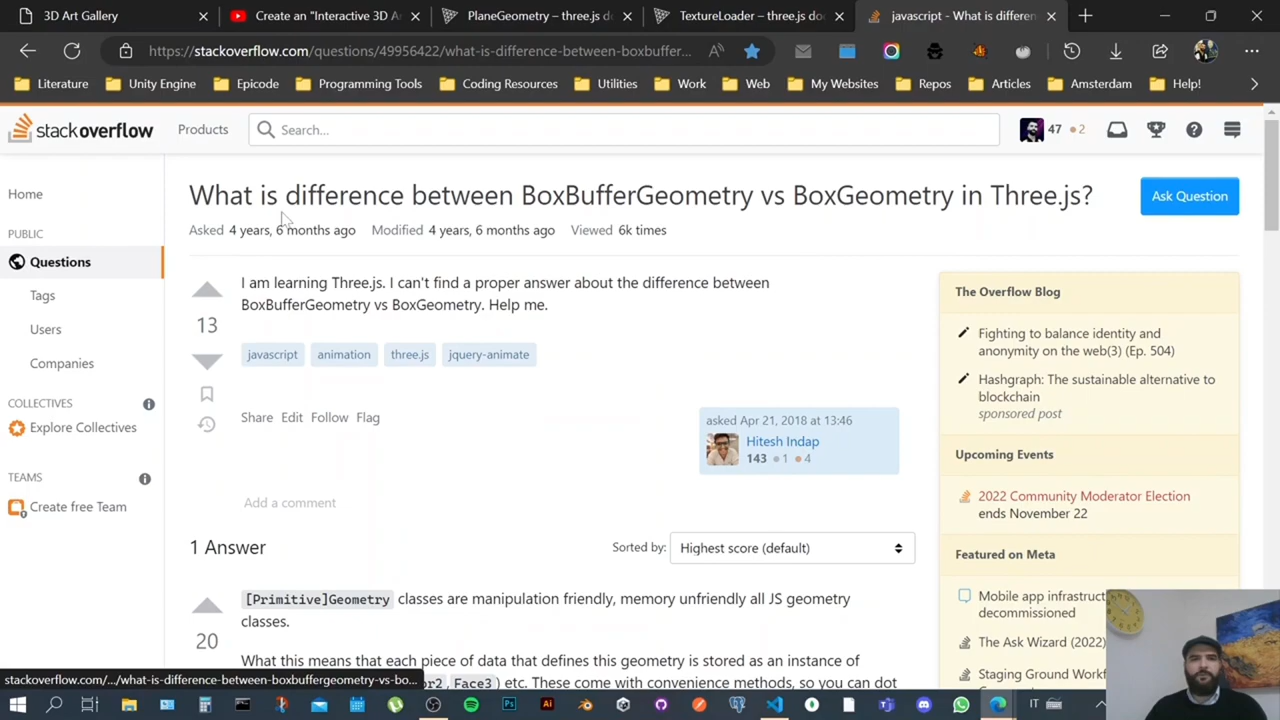 3D Art Gallery
Create an "Interactive 3D Ar
PlaneGeometry – three.js do
TextureLoader – three.js doc
javascript - What is differen
https://stackoverflow.com/questions/49956422/what-is-difference-between-boxbuffer...
Literature
Unity Engine
Epicode
Programming Tools
Coding Resources
Utilities
Work
Web
My Websites
Repos
Articles
Amsterdam
Help!
stackoverflow
Products
Search...
47
2
Home
PUBLIC
Questions
Tags
Users
Companies
COLLECTIVES
Explore Collectives
TEAMS
Create free Team
What is difference between BoxBufferGeometry vs BoxGeometry in Three.js?
Ask Question
Asked 4 years, 6 months ago Modified 4 years, 6 months ago Viewed 6k times
13
I am learning Three.js. I can't find a proper answer about the difference between
BoxBufferGeometry vs BoxGeometry. Help me.
javascript animation three.js jquery-animate
Share Edit Follow Flag
asked Apr 21, 2018 at 13:46
Hitesh Indap
143 1 4
Add a comment
1 Answer
Sorted by: Highest score (default)
20
[Primitive]Geometry classes are manipulation friendly, memory unfriendly all JS geometry
classes.
What this means that each piece of data that defines this geometry is stored as an instance of
or2, Face3) etc. These come with convenience methods, so you can dot
The Overflow Blog
Fighting to balance identity and
anonymity on the web(3) (Ep. 504)
Hashgraph: The sustainable alternative to
blockchain
sponsored post
Upcoming Events
2022 Community Moderator Election
ends November 22
Featured on Meta
Mobile app infrastruct
decommissioned
The Ask Wizard (2022)
Staging Ground Workf
stackoverflow.com/.../what-is-difference-between-boxbuffergeometry-vs-bo...
IT